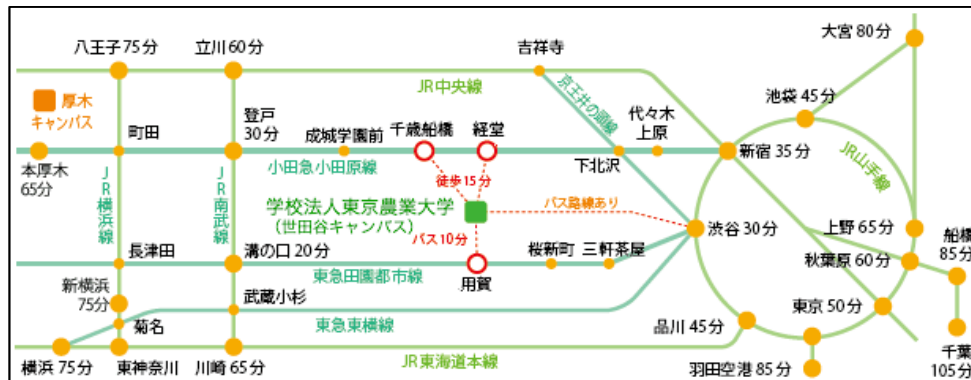 八王子 75分
立川 60分
吉祥寺
大宮 80分
JR中央線
京王井の頭線
池袋 45分
厚木
キャンパス
町田
登戸
30分
成城学園前
千歳船橋
経堂
代々木
上原
本厚木
65分
小田急小田原線
下北沢
新宿 35分
JR山手線
徒歩15分
JR横浜線
JR南武線
学校法人東京農業大学
(世田谷キャンパス)
バス路線あり
渋谷 30分
上野 65分
船橋
85分
バス10分
長津田
溝の口 20分
桜新町
三軒茶屋
秋葉原 60分
東急田園都市線
用賀
新横浜
75分
武蔵小杉
東京 50分
菊名
東急東横線
品川 45分
横浜 75分
東神奈川
川崎 65分
JR東海道本線
羽田空港 85分
千葉
105分